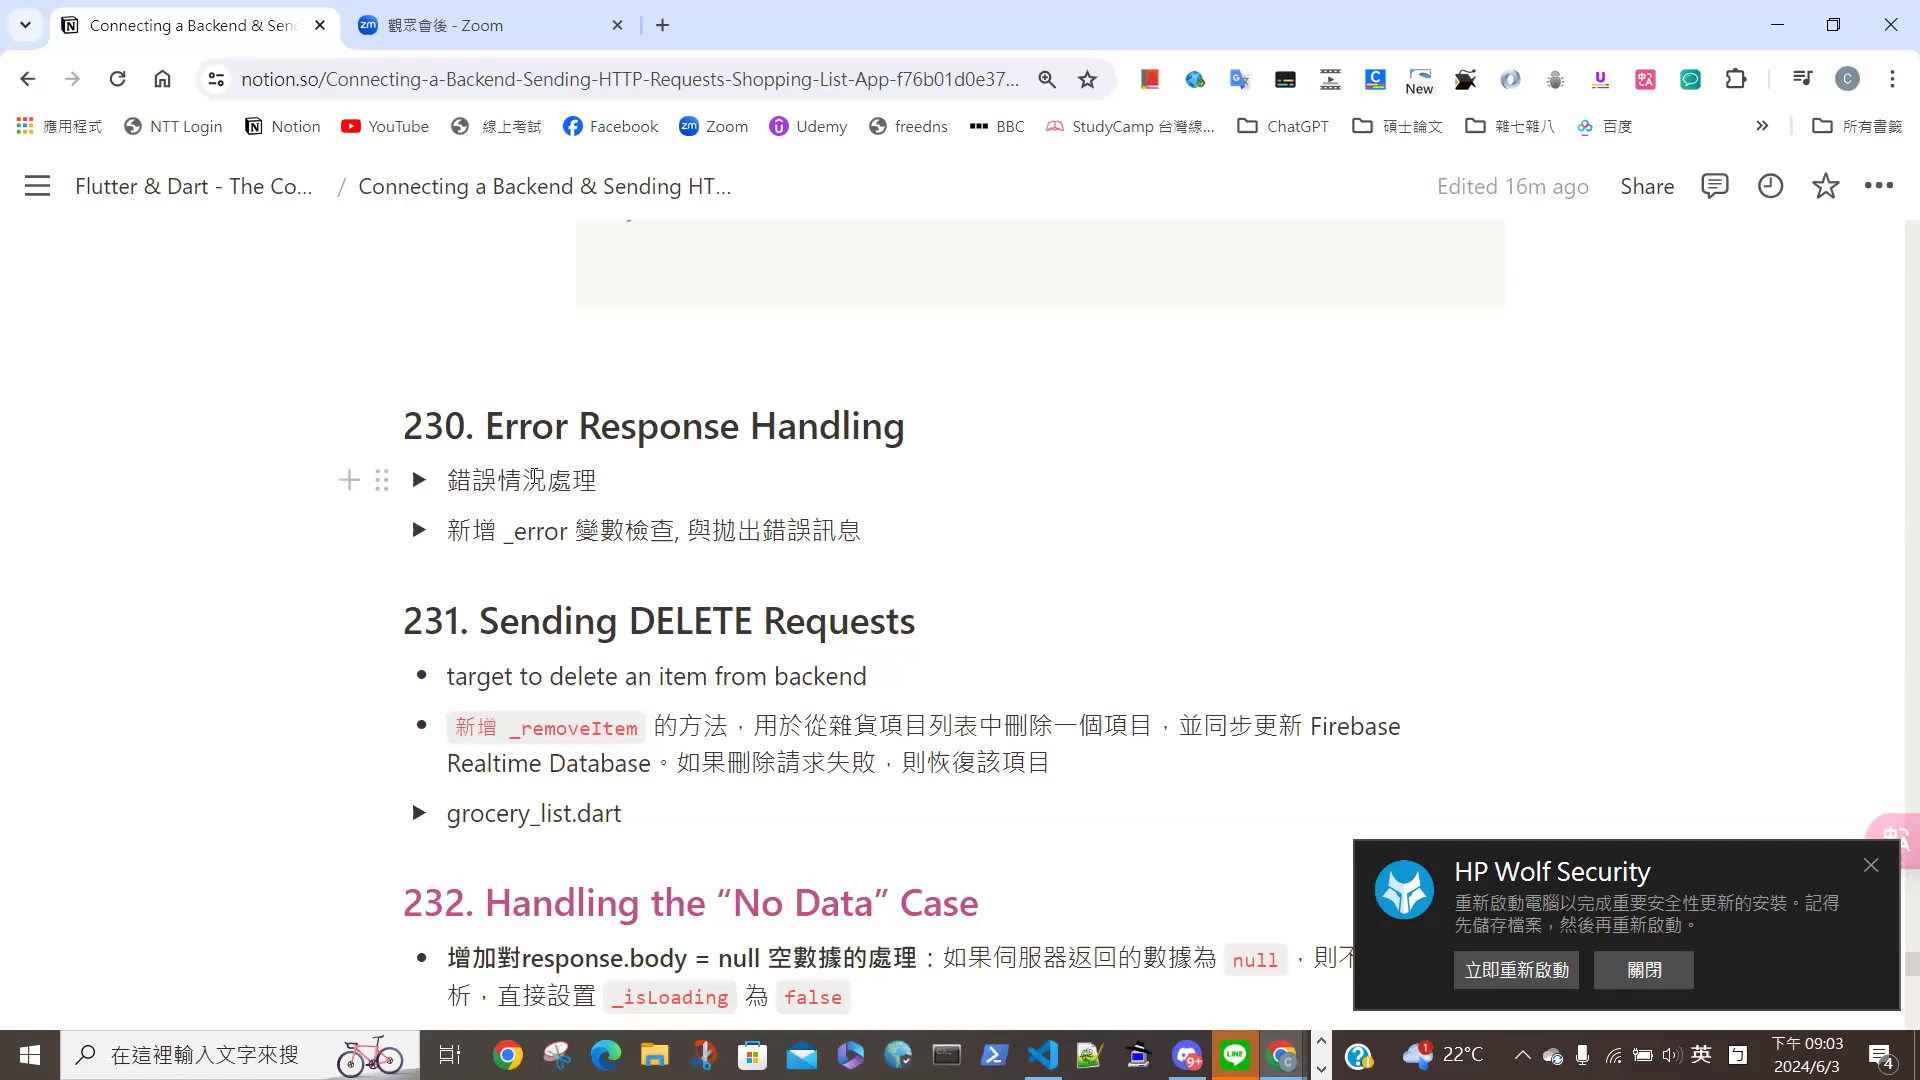 Connecting a Backend & Senc
觀眾會後 - Zoom
notion.so/Connecting-a-Backend-Sending-HTTP-Requests-Shopping-List-App-f76b01d0e37...
New
C
應用程式
NTT Login
Notion
YouTube
線上考試
Facebook
Zoom
Udemy
freedns
BBC
StudyCamp 台灣線...
ChatGPT
碩士論文
雜七雜八
百度
所有書籤
Flutter & Dart - The Co... / Connecting a Backend & Sending HT...
Edited 16m ago
Share
230. Error Response Handling
錯誤情況處理
新增 _error 變數檢查, 與拋出錯誤訊息
231. Sending DELETE Requests
target to delete an item from backend
新增 _removeItem 的方法，用於從雜貨項目列表中刪除一個項目，並同步更新 Firebase
Realtime Database。如果刪除請求失敗，則恢復該項目
grocery_list.dart
232. Handling the “No Data” Case
增加對response.body = null 空數據的處理：如果伺服器返回的數據為 null，則不
析，直接設置 _isLoading 為 false
HP Wolf Security
重新啟動電腦以完成重要安全性更新的安裝。記得
先儲存檔案，然後再重新啟動。
立即重新啟動
關閉
在這裡輸入文字來搜
22°C
英
下午 09:03
2024/6/3
4